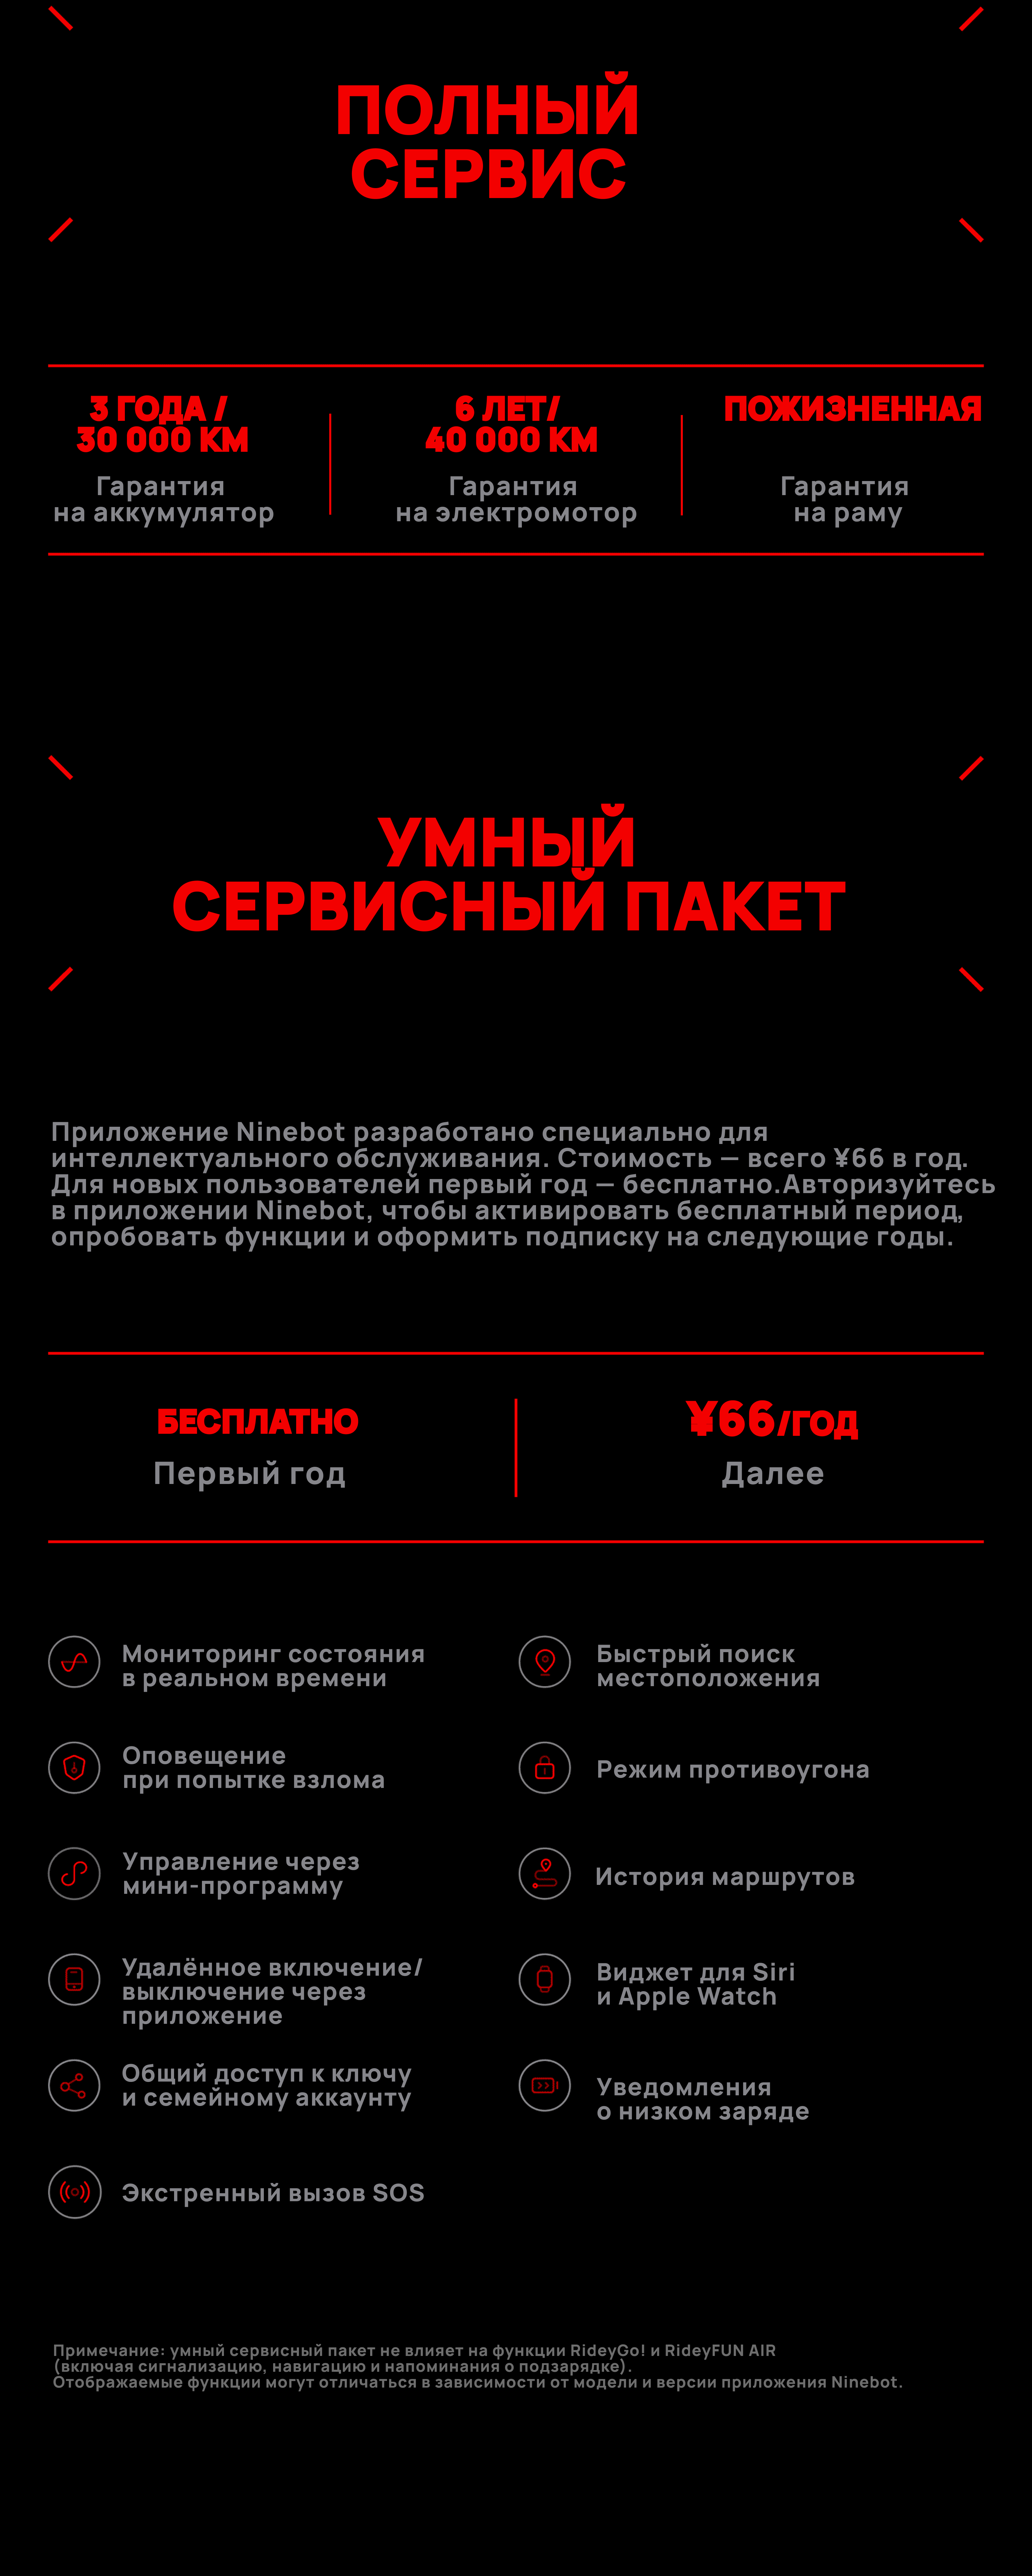 ПОЛНЫЙ
СЕРВИС
3 ГОДА /
30 000 КМ
Гарантия
на аккумулятор
6 ЛЕТ/
40 000 КМ
Гарантия
на электромотор
ПОЖИЗНЕННАЯ
Гарантия
на раму
УМНЫЙ
СЕРВИСНЫЙ ПАКЕТ
Приложение Ninebot разработано специально для
интеллектуального обслуживания. Стоимость — всего ¥66 в год.
Для новых пользователей первый год — бесплатно.Авторизуйтесь
в приложении Ninebot, чтобы активировать бесплатный период,
опробовать функции и оформить подписку на следующие годы.
БЕСПЛАТНО
Первый год
¥66/ГОД
Далее
Мониторинг состояния
в реальном времени
Быстрый поиск
местоположения
Оповещение
при попытке взлома
Режим противоугона
Управление через
мини-программу
История маршрутов
Удалённое включение/
выключение через
приложение
Виджет для Siri
и Apple Watch
Общий доступ к ключу
и семейному аккаунту
Уведомления
о низком заряде
Экстренный вызов SOS
Примечание: умный сервисный пакет не влияет на функции RideyGo! и RideyFUN AIR
(включая сигнализацию, навигацию и напоминания о подзарядке).
Отображаемые функции могут отличаться в зависимости от модели и версии приложения Ninebot.